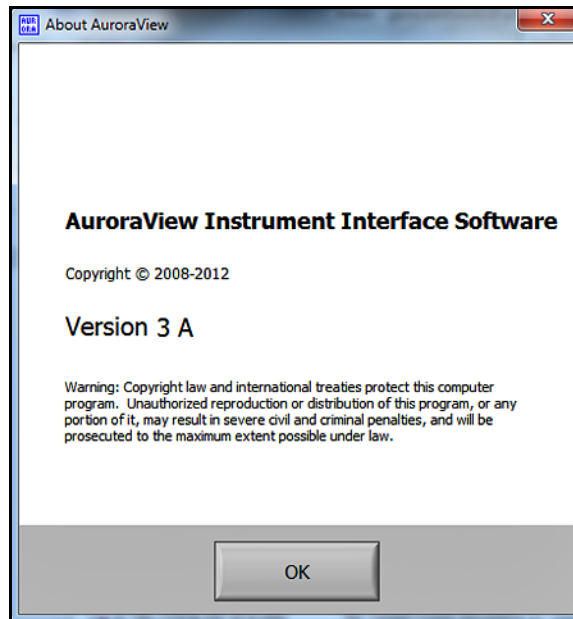 AUR
ORA
About AuroraView
X
AuroraView Instrument Interface Software
Copyright © 2008-2012
Version 3 A
Warning: Copyright law and international treaties protect this computer
program.  Unauthorized reproduction or distribution of this program, or any
portion of it, may result in severe civil and criminal penalties, and will be
prosecuted to the maximum extent possible under law.
OK